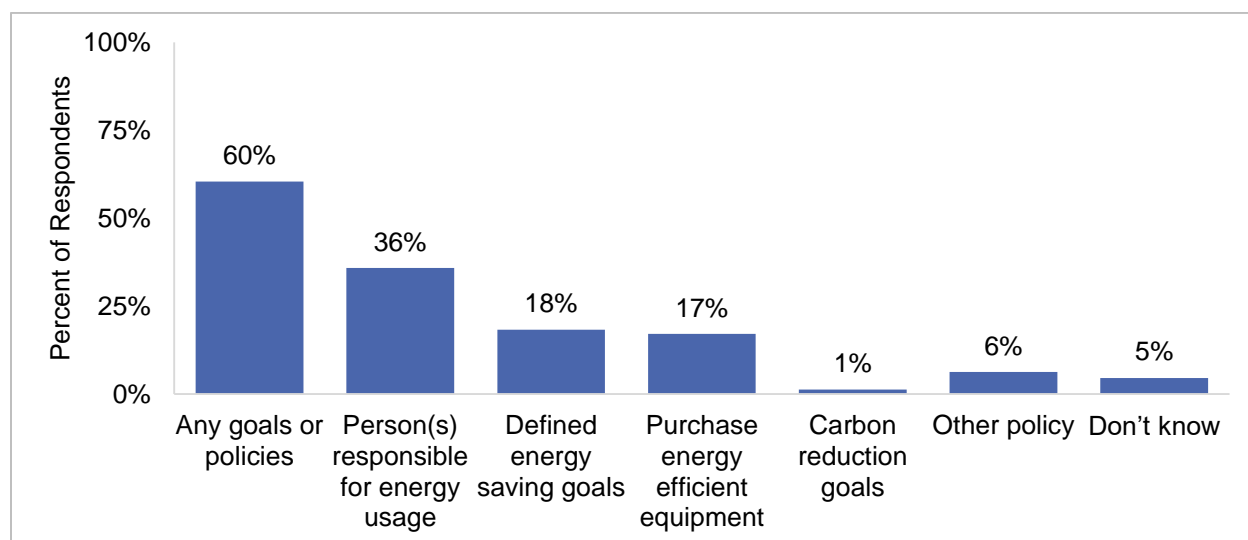 100%
75%
50%
25%
0%
Percent of Respondents
60%
36%
18%
17%
1%
6%
5%
Any goals or
policies
Person(s)
responsible
for energy
usage
Defined
energy
saving goals
Purchase
energy
efficient
equipment
Carbon
reduction
goals
Other policy
Don’t know